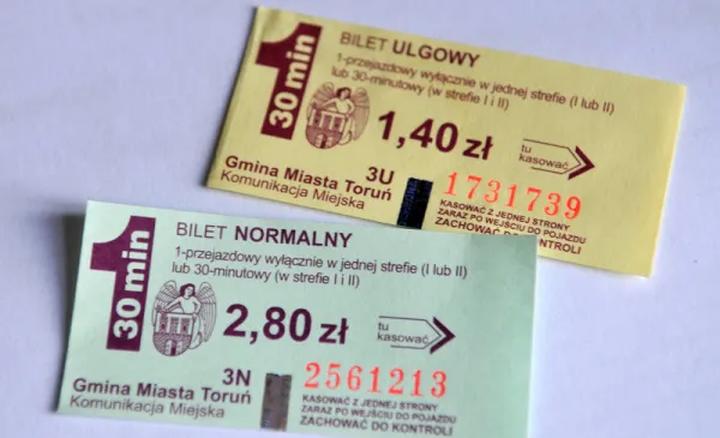 1
30 min
BILET ULGOWY
1-przejazdowy wyłącznie w jednej strefie (I lub II)
lub 30-minutowy (w strefie I i II)
1,40 zł
tu
kasować
3U
Gmina Miasta Toruń
Komunikacja Miejska
1731739
KASOWAĆ Z JEDNEJ STRONY
ZARAZ PO WEJŚCIU DO POJAZDU
ZACHOWAĆ DO KONTROLI
1
30 min
BILET NORMALNY
1-przejazdowy wyłącznie w jednej strefie (I lub II)
lub 30-minutowy (w strefie I i II)
2,80 zł
tu
kasować
3N
Gmina Miasta Toruń
Komunikacja Miejska
2561213
KASOWAĆ Z JEDNEJ STRONY
ZARAZ PO WEJŚCIU DO POJAZDU
ZACHOWAĆ DO KONTROLI